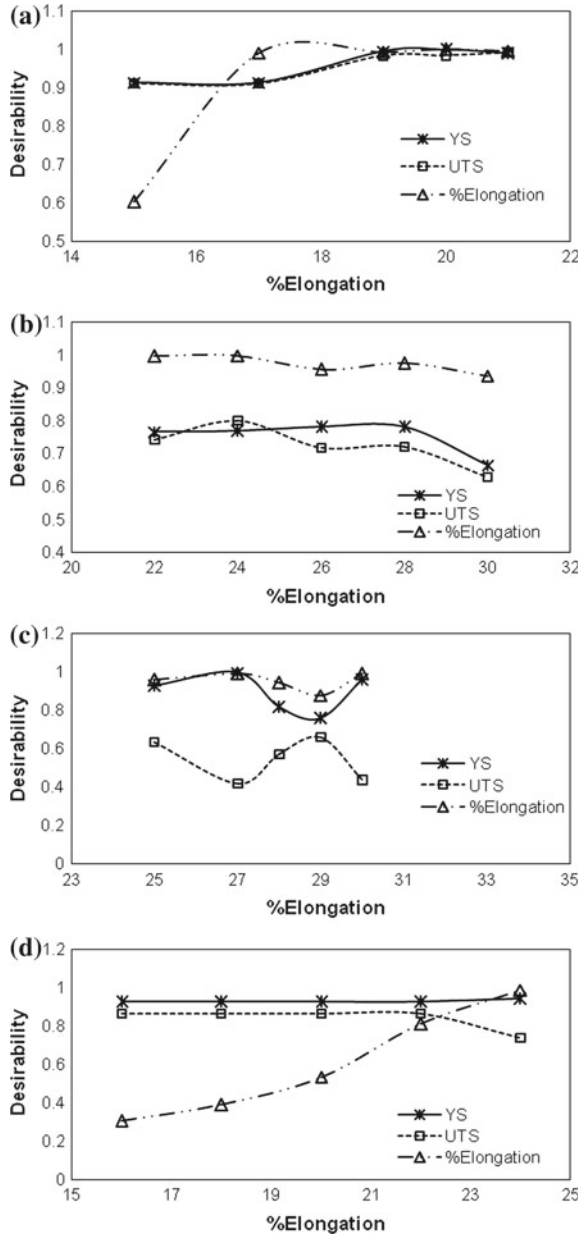 (a)
1.1
1
0.9
0.8
0.7
0.6
0.5
Desirability
YS
UTS
%Elongation
14 16 18 20 22
%Elongation
(b)
1.1
1
0.9
0.8
0.7
0.6
0.5
0.4
Desirability
YS
UTS
%Elongation
20 22 24 26 28 30 32
%Elongation
(c)
1.2
1
0.8
0.6
0.4
0.2
0
Desirability
YS
UTS
%Elongation
23 25 27 29 31 33 35
%Elongation
(d)
1.2
1
0.8
0.6
0.4
0.2
0
Desirability
YS
UTS
%Elongation
15 17 19 21 23 25
%Elongation